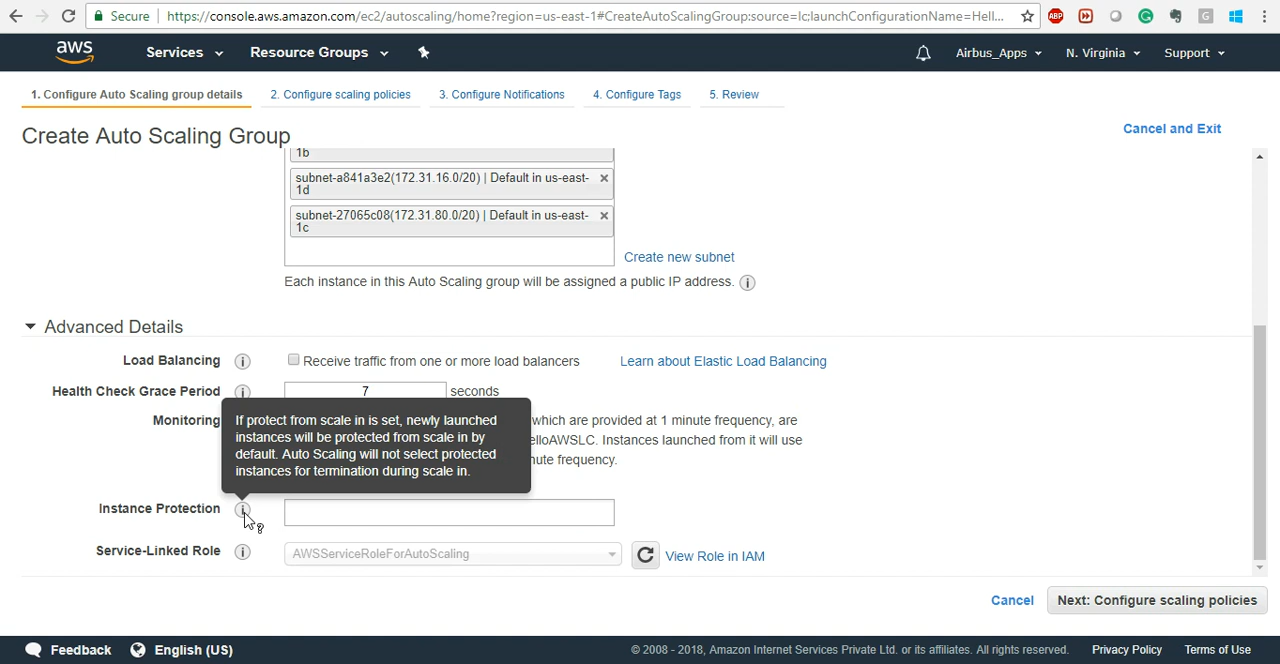 Secure
https://console.aws.amazon.com/ec2/autoscaling/home?region=us-east-1#CreateAutoScalingGroup:source=lc;launchConfigurationName=Hell...
ABP
G
aws
Services
Resource Groups
Airbus_Apps
N. Virginia
Support
1. Configure Auto Scaling group details
2. Configure scaling policies
3. Configure Notifications
4. Configure Tags
5. Review
Create Auto Scaling Group
Cancel and Exit
1b
subnet-a841a3e2(172.31.16.0/20) | Default in us-east-
1d
subnet-27065c08(172.31.80.0/20) | Default in us-east-
1c
Create new subnet
Each instance in this Auto Scaling group will be assigned a public IP address.
Advanced Details
Load Balancing
Receive traffic from one or more load balancers
Learn about Elastic Load Balancing
Health Check Grace Period
7
seconds
Monitoring
which are provided at 1 minute frequency, are
elloAWSLC. Instances launched from it will use
nute frequency.
If protect from scale in is set, newly launched
instances will be protected from scale in by
default. Auto Scaling will not select protected
instances for termination during scale in.
Instance Protection
Service-Linked Role
AWSServiceRoleForAutoScaling
View Role in IAM
Cancel
Next: Configure scaling policies
Feedback
English (US)
© 2008 - 2018, Amazon Internet Services Private Ltd. or its affiliates. All rights reserved.
Privacy Policy
Terms of Use